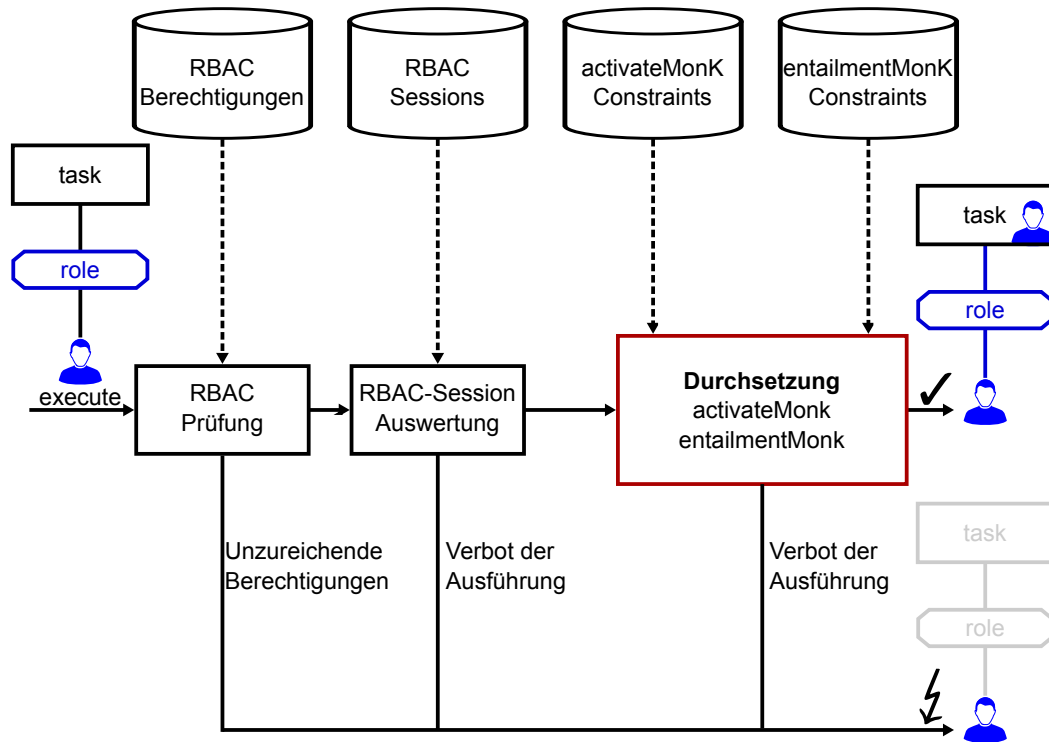 RBAC
Berechtigungen
RBAC
Sessions
activateMonK
Constraints
entailmentMonK
Constraints
task
role
execute
RBAC
Prüfung
RBAC-Session
Auswertung
Durchsetzung
activateMonk
entailmentMonk
task
role
Unzureichende
Berechtigungen
Verbot der
Ausführung
Verbot der
Ausführung
task
role